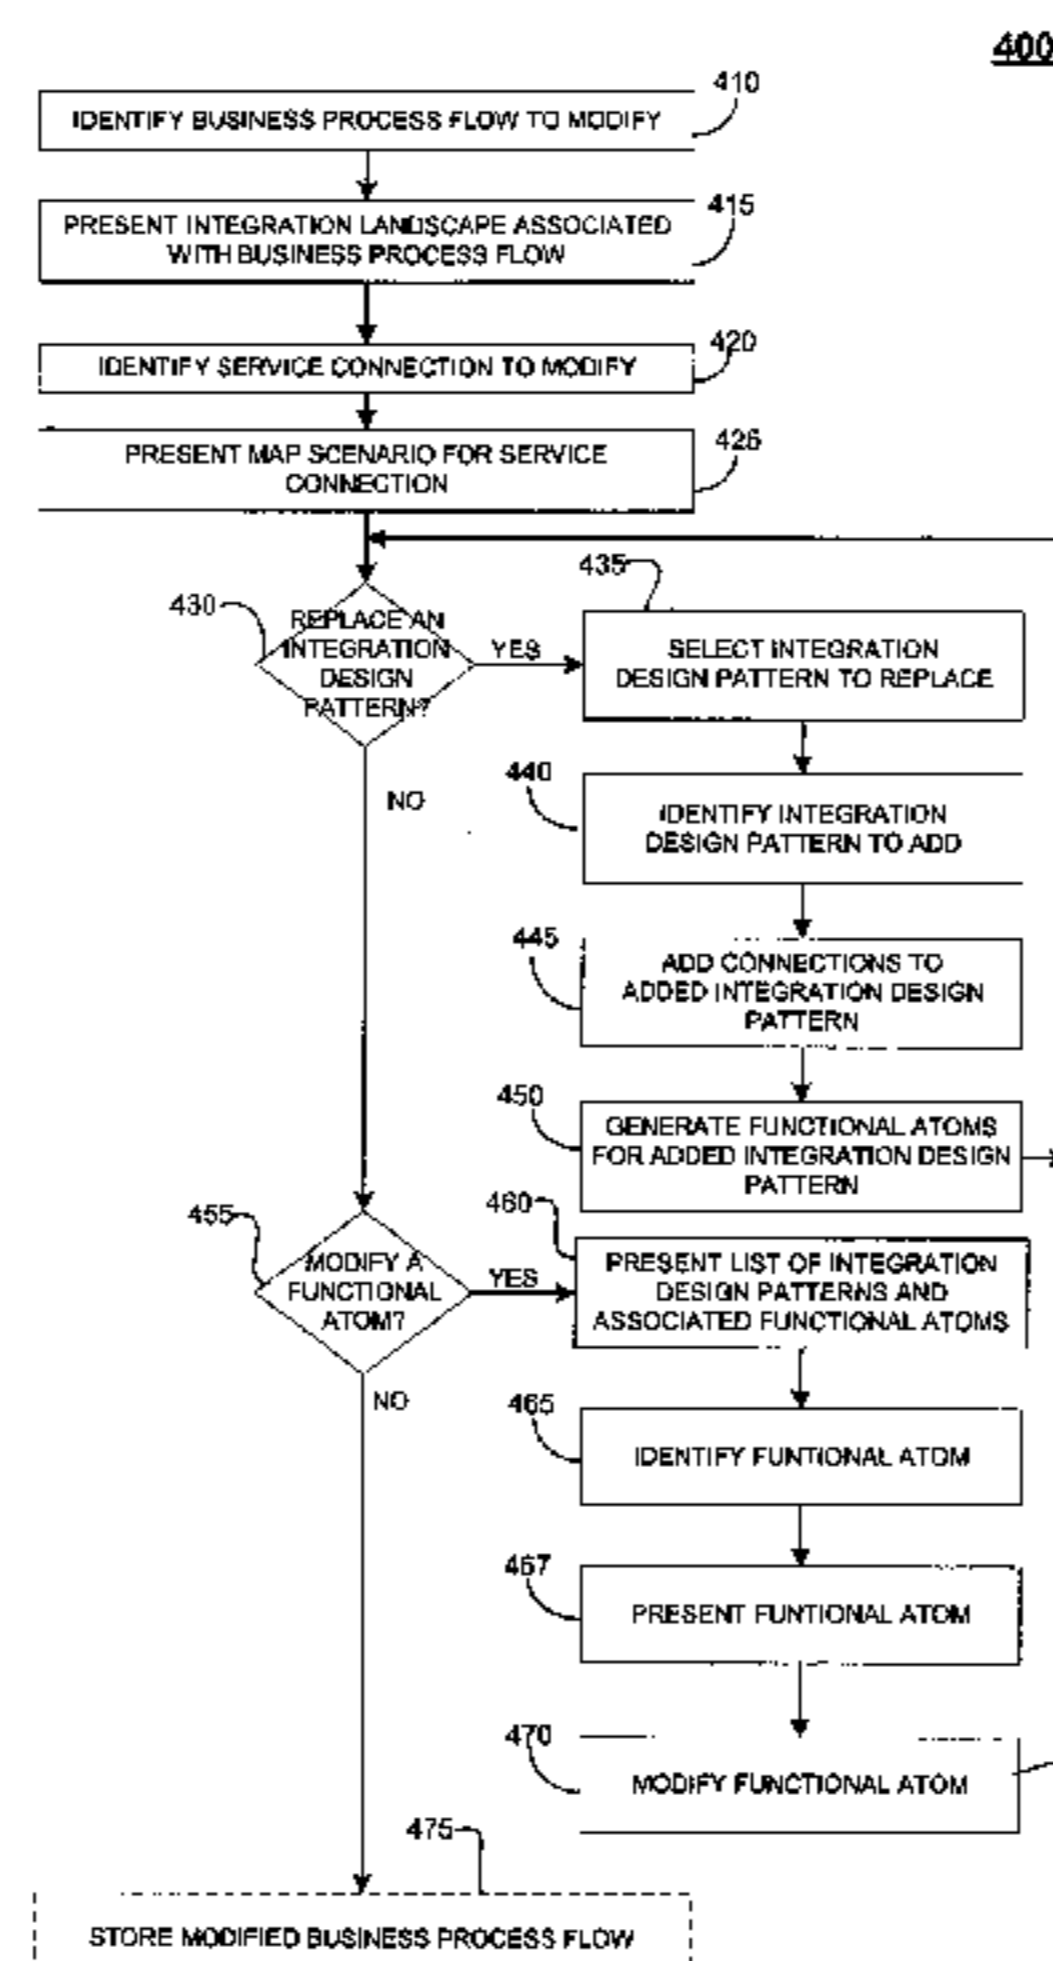 400
410
IDENTIFY BUSINESS PROCESS FLOW TO MODIFY
415
PRESENT INTEGRATION LANDSCAPE ASSOCIATED
WITH BUSINESS PROCESS FLOW
420
IDENTIFY SERVICE CONNECTION TO MODIFY
425
PRESENT MAP SCENARIO FOR SERVICE
CONNECTION
430
REPLACE AN
INTEGRATION
DESIGN
PATTERN?
YES
NO
435
SELECT INTEGRATION
DESIGN PATTERN TO REPLACE
440
IDENTIFY INTEGRATION
DESIGN PATTERN TO ADD
445
ADD CONNECTIONS TO
ADDED INTEGRATION DESIGN
PATTERN
450
GENERATE FUNCTIONAL ATOMS
FOR ADDED INTEGRATION DESIGN
PATTERN
455
MODIFY A
FUNCTIONAL
ATOM?
YES
NO
460
PRESENT LIST OF INTEGRATION
DESIGN PATTERNS AND
ASSOCIATED FUNCTIONAL ATOMS
465
IDENTIFY FUNTIONAL ATOM
467
PRESENT FUNTIONAL ATOM
470
MODIFY FUNCTIONAL ATOM
475
STORE MODIFIED BUSINESS PROCESS FLOW